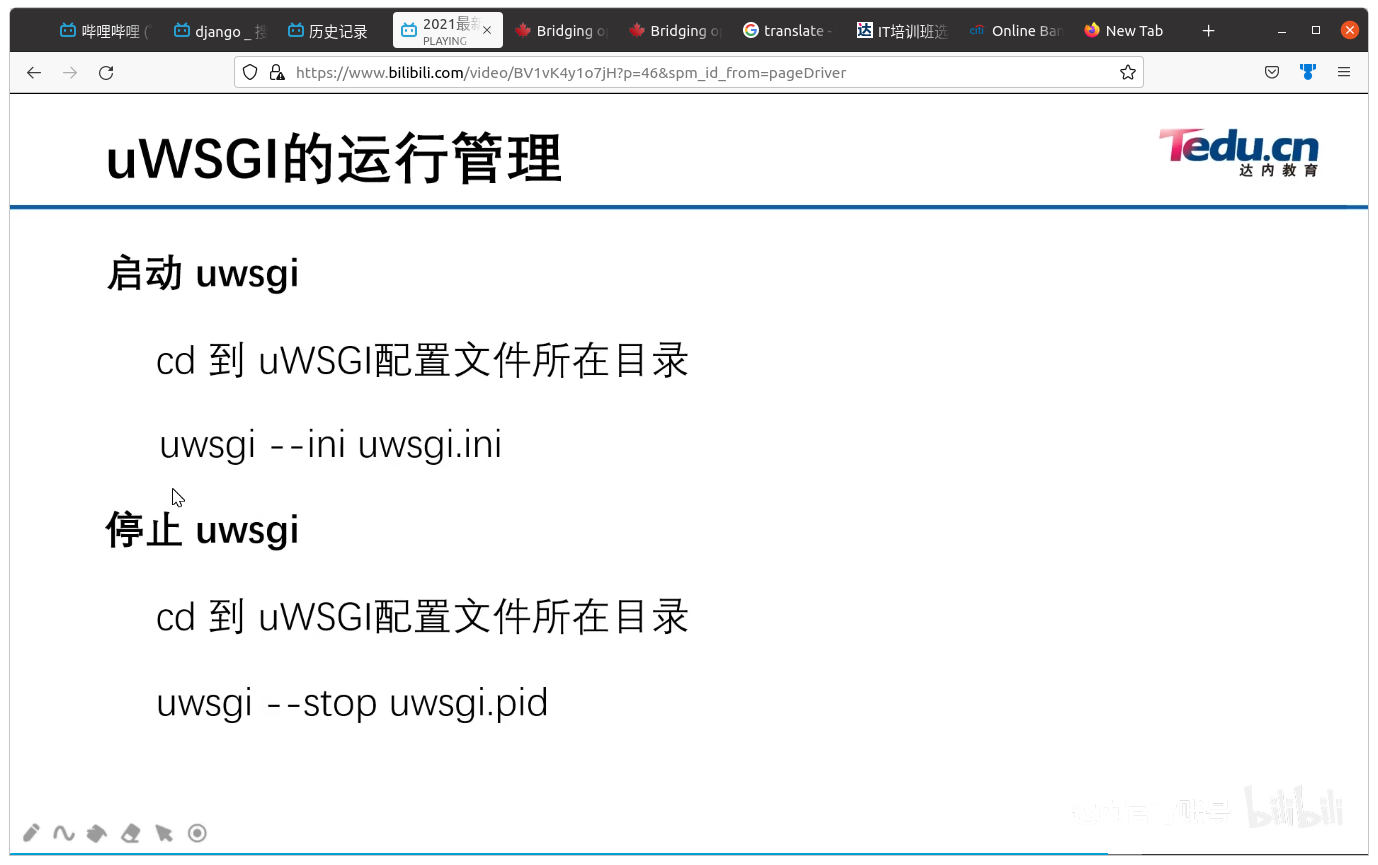 哔哩哔哩 (
django _ 搜
历史记录
2021最新
PLAYING
Bridging o
Bridging o
translate -
IT培训班选
citi Online Ban
New Tab
https://www.bilibili.com/video/BV1vK4y1o7jH?p=46&spm_id_from=pageDriver
uWSGI的运行管理
Tedu.cn
达内教育
启动 uwsgi
cd 到 uWSGI配置文件所在目录
uwsgi --ini uwsgi.ini
停止 uwsgi
cd 到 uWSGI配置文件所在目录
uwsgi --stop uwsgi.pid
bilibili